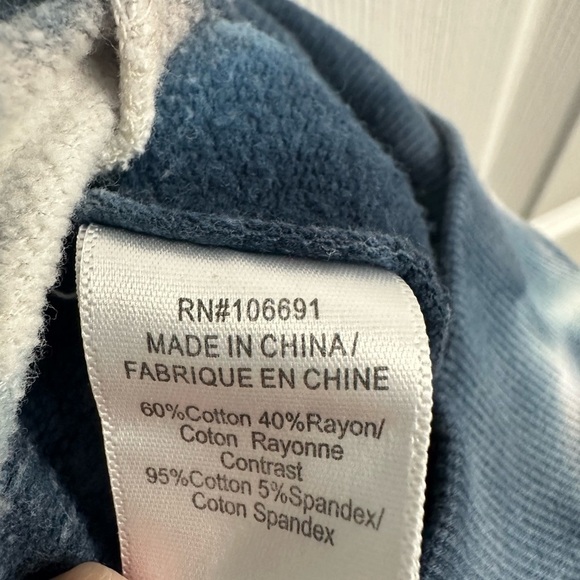 RN#106691
MADE IN CHINA/
FABRIQUE EN CHINE
60%Cotton 40%Rayon/
Coton Rayonne
Contrast
95%Cotton 5%Spandex/
Coton Spandex